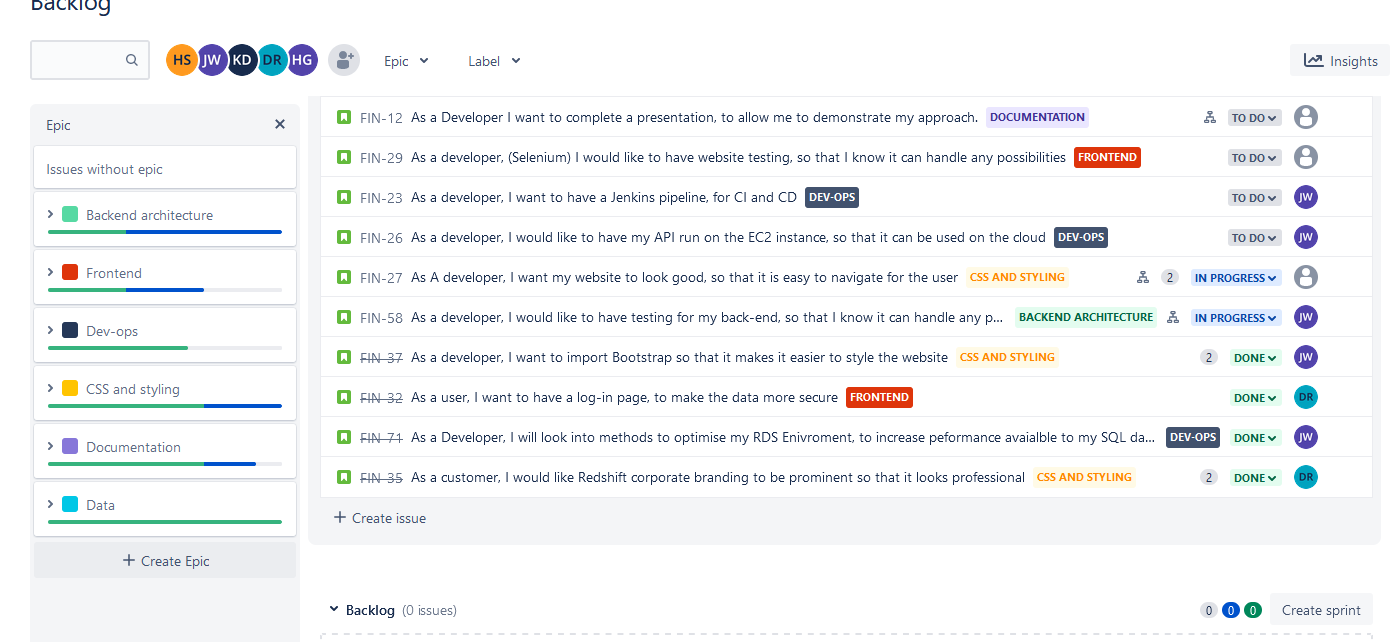 Backlog
HS JW KD DR HG Epic Label Insights
Epic
Issues without epic
Backend architecture
Frontend
Dev-ops
CSS and styling
Documentation
Data
Create Epic
FIN-12 As a Developer I want to complete a presentation, to allow me to demonstrate my approach. DOCUMENTATION TO DO
FIN-29 As a developer, (Selenium) I would like to have website testing, so that I know it can handle any possibilities FRONTEND TO DO
FIN-23 As a developer, I want to have a Jenkins pipeline, for CI and CD DEV-OPS TO DO JW
FIN-26 As a developer, I would like to have my API run on the EC2 instance, so that it can be used on the cloud DEV-OPS TO DO JW
FIN-27 As A developer, I want my website to look good, so that it is easy to navigate for the user CSS AND STYLING 2 IN PROGRESS
FIN-58 As a developer, I would like to have testing for my back-end, so that I know it can handle any p... BACKEND ARCHITECTURE IN PROGRESS JW
FIN-37 As a developer, I want to import Bootstrap so that it makes it easier to style the website CSS AND STYLING 2 DONE JW
FIN-32 As a user, I want to have a log-in page, to make the data more secure FRONTEND DONE DR
FIN-71 As a Developer, I will look into methods to optimise my RDS Enivroment, to increase peformance avaialble to my SQL da... DEV-OPS DONE JW
FIN-35 As a customer, I would like Redshift corporate branding to be prominent so that it looks professional CSS AND STYLING 2 DONE DR
Create issue
Backlog (0 issues) 0 0 0 Create sprint